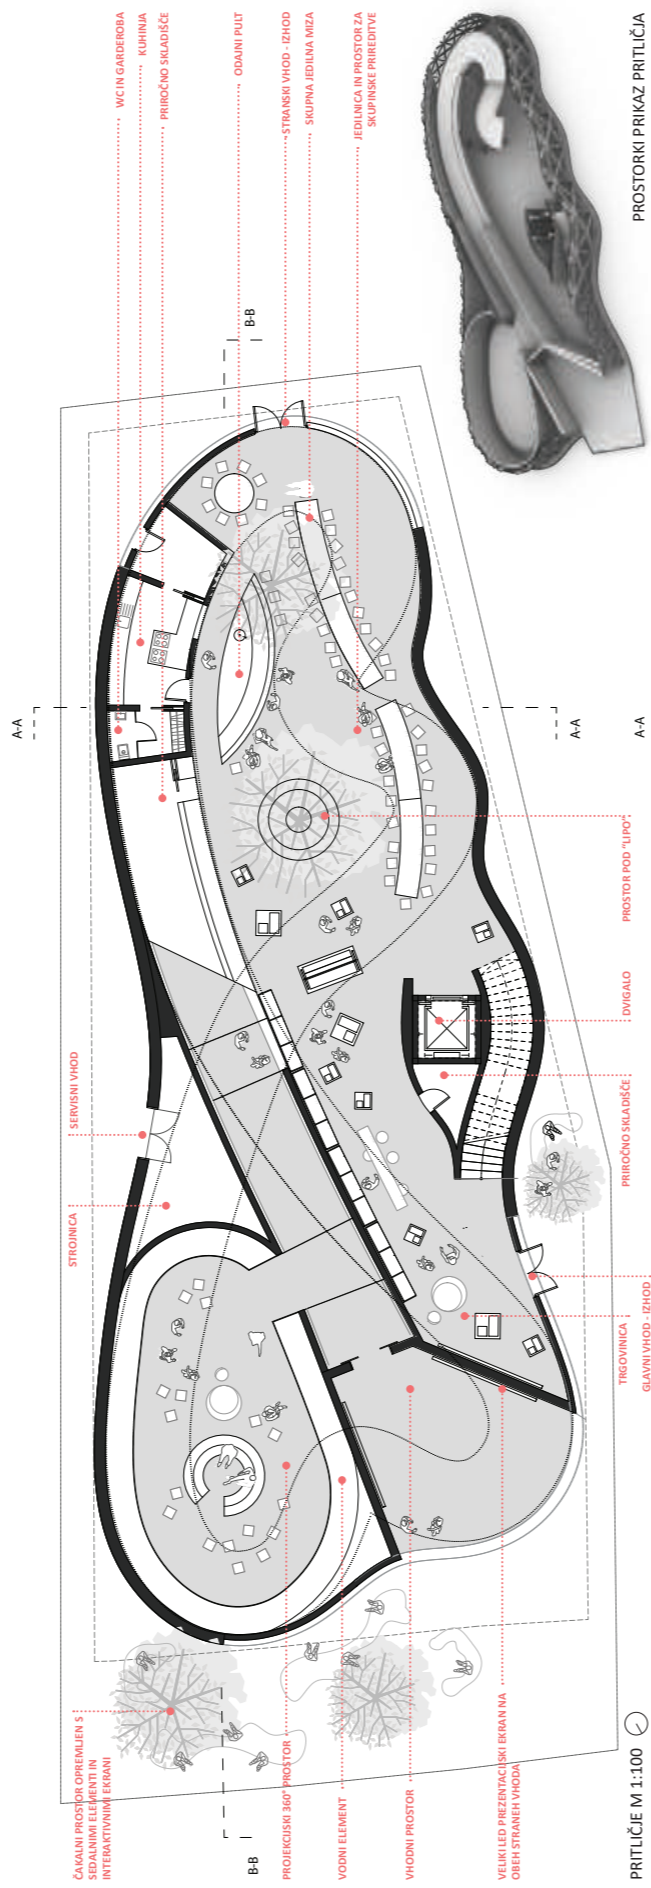 WC IN GARDEROBA
KUHINJA
PRIROČNO SKLADIŠČE
ODAJNI PULT
STRANSKI VHOD - IZHOD
SKUPNA JEDILNA MIZA
JEDILNICA IN PROSTOR ZA
SKUPINSKE PRIREDITVE
PROSTORKI PRIKAZ PRITLIČJA
B-B
A-A
A-A
A-A
SERVISNI VHOD
STROJNICA
PROSTOR POD "LIPO"
DVIGALO
PRIROČNO SKLADIŠČE
TRGOVINICA
GLAVNI VHOD - IZHOD
ČAKALNI PROSTOR OPREMLJEN S
SEDALNIMI ELEMENTI IN
INTERAKTIVNIMI EKRANI
B-B
PROJEKCIJSKI 360° PROSTOR
VODNI ELEMENT
VHODNI PROSTOR
VELIKI LED PREZENTACIJSKI EKRAN NA
OBEH STRANEH VHODA
PRITLIČJE M 1:100